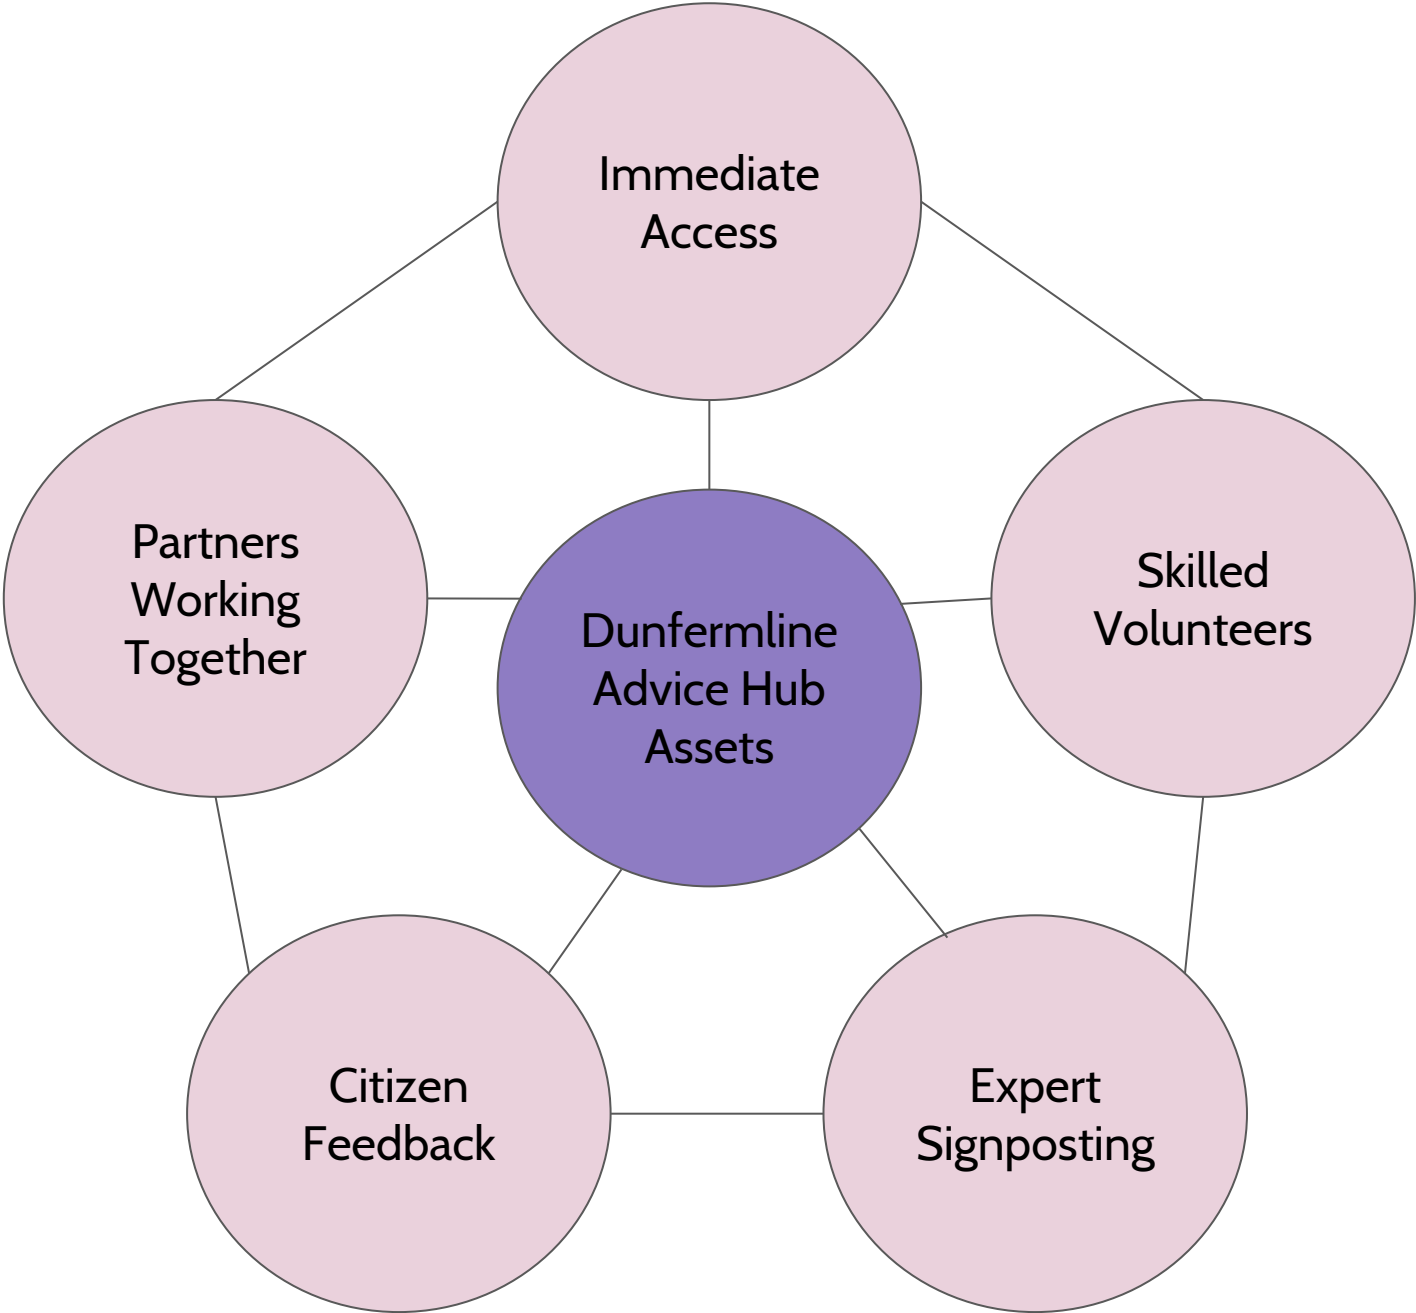 Immediate
Access
Partners
Working
Together
Dunfermline
Advice Hub
Assets
Skilled
Volunteers
Citizen
Feedback
Expert
Signposting